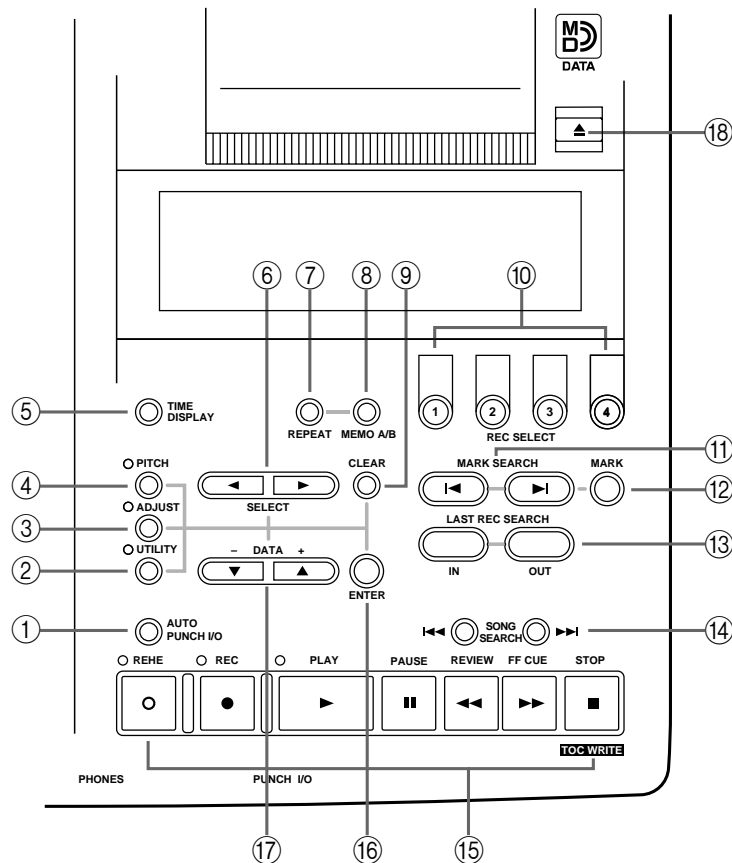 MD
DATA
⑱
⑥ ⑦ ⑧ ⑨ ⑩
1 2 3 4
⑤ TIME DISPLAY
REPEAT MEMO A/B
REC SELECT
⑪
④ PITCH
CLEAR
MARK SEARCH MARK
⑫
③ ADJUST
SELECT
LAST REC SEARCH
⑬
② UTILITY
– DATA +
IN OUT
ENTER
① AUTO PUNCH I/O
SONG SEARCH
⑭
REHE REC PLAY PAUSE REVIEW FF CUE STOP
TOC WRITE
PHONES PUNCH I/O
⑰ ⑯ ⑮